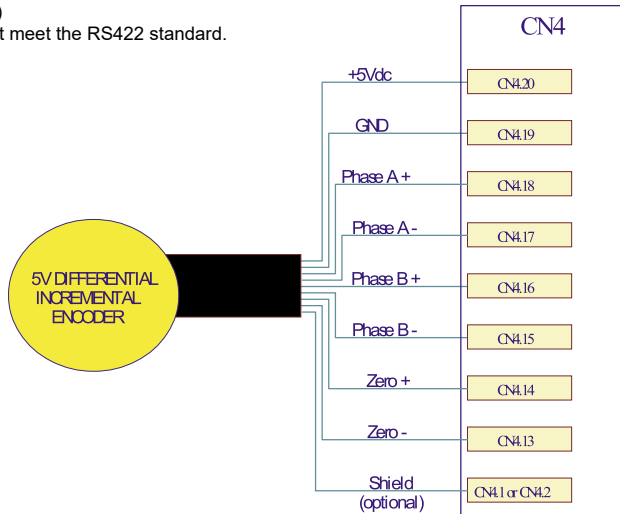 )
t meet the RS422 standard.
CN4
+5Vdc
CN4.20
GND
CN4.19
Phase A +
CN4.18
Phase A -
CN4.17
5V DIFFERENTIAL
INCREMENTAL
ENCODER
Phase B +
CN4.16
Phase B -
CN4.15
Zero +
CN4.14
Zero -
CN4.13
Shield
(optional)
CN4.1 or CN4.2